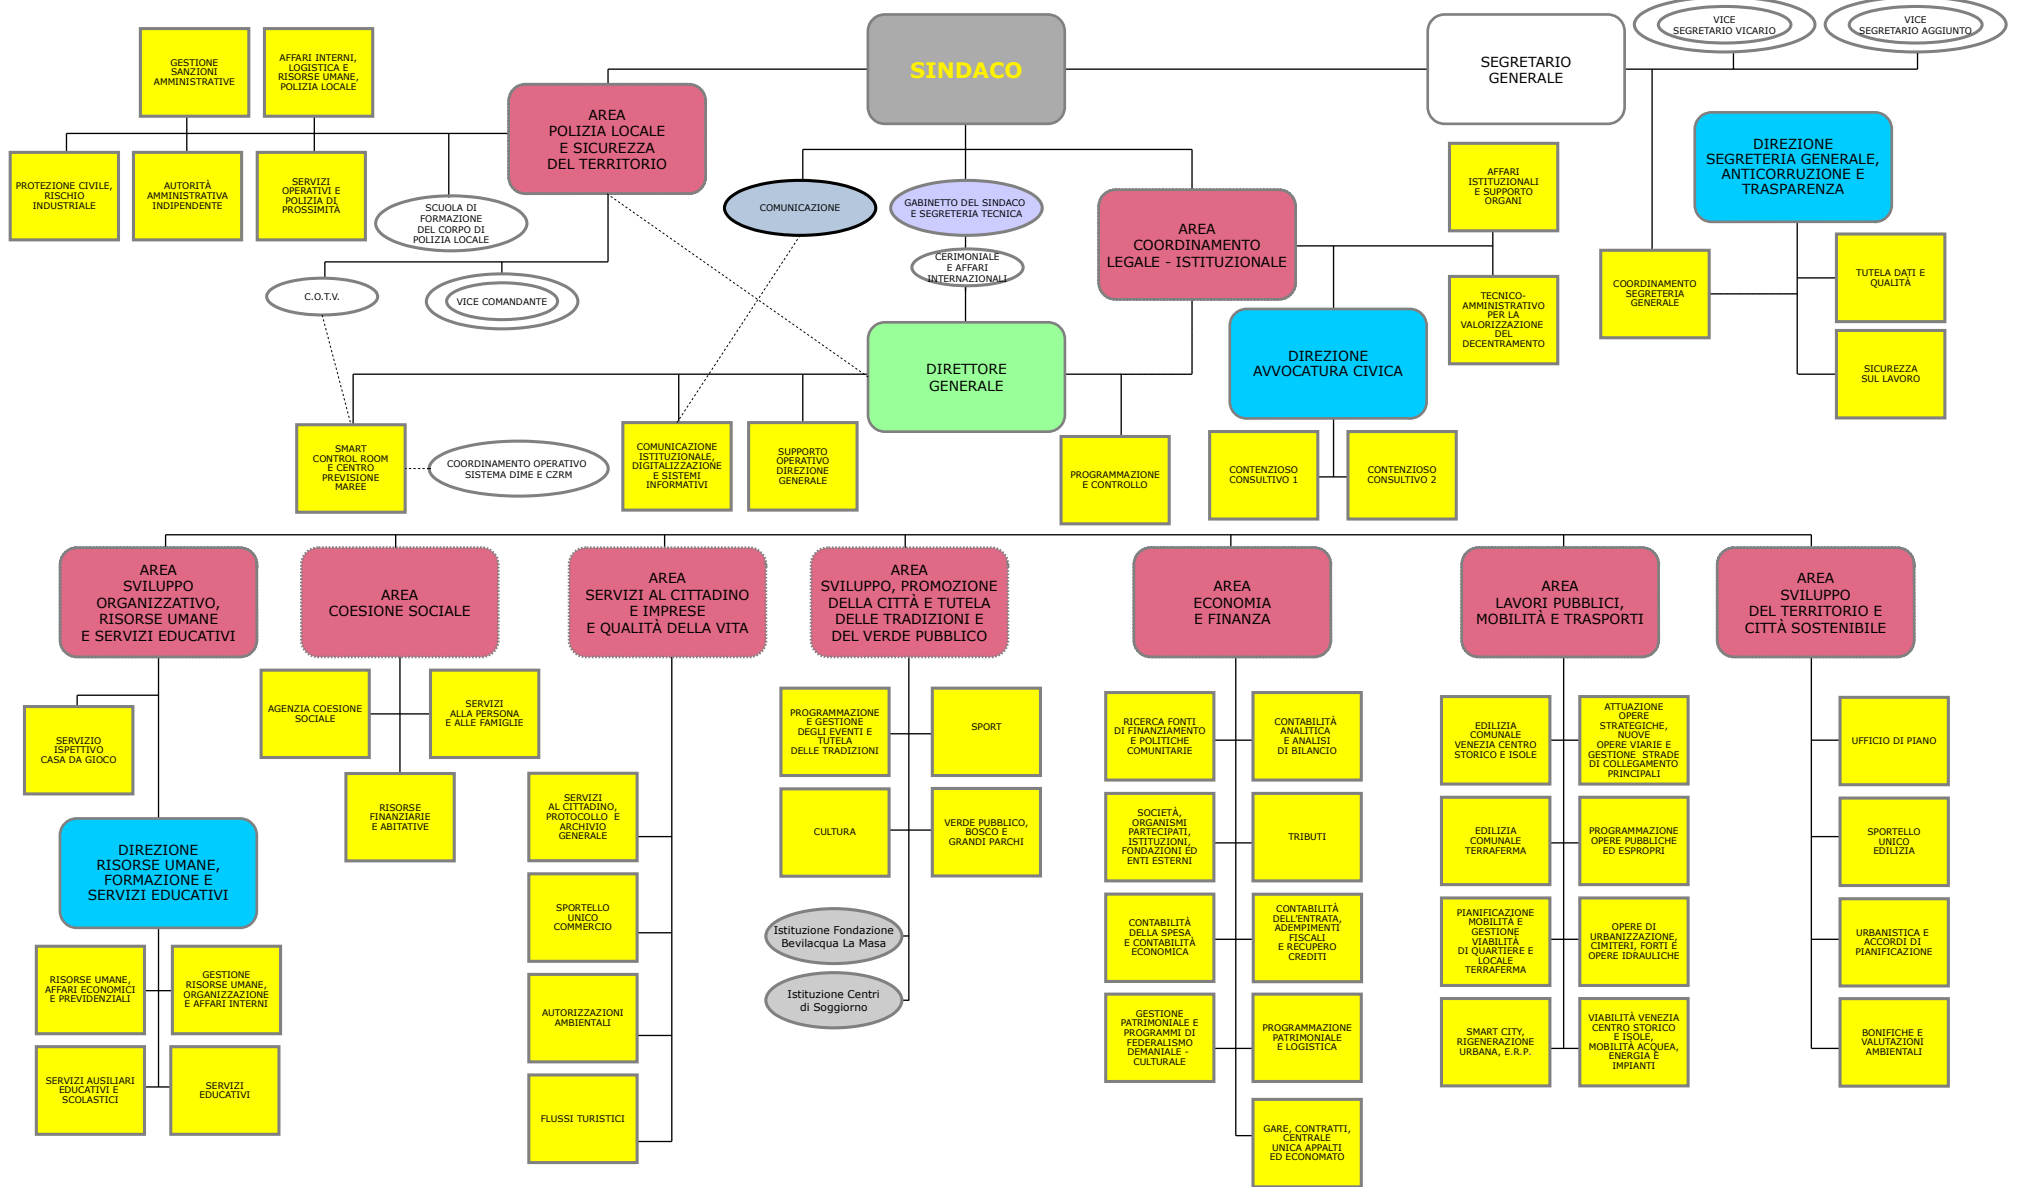 VICE
SEGRETARIO VICARIO
VICE
SEGRETARIO AGGIUNTO
GESTIONE
SANZIONI
AMMINISTRATIVE
AFFARI INTERNI,
LOGISTICA E
RISORSE UMANE,
POLIZIA LOCALE
SINDACO
SEGRETARIO
GENERALE
AREA
POLIZIA LOCALE
E SICUREZZA
DEL TERRITORIO
DIREZIONE
SEGRETERIA GENERALE,
ANTICORRUZIONE E
TRASPARENZA
PROTEZIONE CIVILE,
RISCHIO
INDUSTRIALE
AUTORITÀ
AMMINISTRATIVA
INDIPENDENTE
SERVIZI
OPERATIVI E
POLIZIA DI
PROSSIMITÀ
SCUOLA DI
FORMAZIONE
DEL CORPO DI
POLIZIA LOCALE
COMUNICAZIONE
GABINETTO DEL SINDACO
E SEGRETERIA TECNICA
CERIMONIALE
E AFFARI
INTERNAZIONALI
AREA
COORDINAMENTO
LEGALE - ISTITUZIONALE
AFFARI
ISTITUZIONALI
E SUPPORTO
ORGANI
TECNICO-
AMMINISTRATIVO
PER LA
VALORIZZAZIONE
DEL
DECENTRAMENTO
COORDINAMENTO
SEGRETERIA
GENERALE
TUTELA DATI E
QUALITÀ
SICUREZZA
SUL LAVORO
C.O.T.V.
VICE COMANDANTE
DIRETTORE
GENERALE
DIREZIONE
AVVOCATURA CIVICA
SMART
CONTROL ROOM
E CENTRO
PREVISIONE
MAREE
COORDINAMENTO OPERATIVO
SISTEMA DIME E CZRM
COMUNICAZIONE
ISTITUZIONALE,
DIGITALIZZAZIONE
E SISTEMI
INFORMATIVI
SUPPORTO
OPERATIVO
DIREZIONE
GENERALE
PROGRAMMAZIONE
E CONTROLLO
CONTENZIOSO
CONSULTIVO 1
CONTENZIOSO
CONSULTIVO 2
AREA
SVILUPPO
ORGANIZZATIVO,
RISORSE UMANE
E SERVIZI EDUCATIVI
AREA
COESIONE SOCIALE
AREA
SERVIZI AL CITTADINO
E IMPRESE
E QUALITÀ DELLA VITA
AREA
SVILUPPO, PROMOZIONE
DELLA CITTÀ E TUTELA
DELLE TRADIZIONI E
DEL VERDE PUBBLICO
AREA
ECONOMIA
E FINANZA
AREA
LAVORI PUBBLICI,
MOBILITÀ E TRASPORTI
AREA
SVILUPPO
DEL TERRITORIO E
CITTÀ SOSTENIBILE
SERVIZIO
ISPETTIVO
CASA DA GIOCO
DIREZIONE
RISORSE UMANE,
FORMAZIONE E
SERVIZI EDUCATIVI
RISORSE UMANE,
AFFARI ECONOMICI
E PREVIDENZIALI
GESTIONE
RISORSE UMANE,
ORGANIZZAZIONE
E AFFARI INTERNI
SERVIZI AUSILIARI
EDUCATIVI E
SCOLASTICI
SERVIZI
EDUCATIVI
AGENZIA COESIONE
SOCIALE
SERVIZI
ALLA PERSONA
E ALLE FAMIGLIE
RISORSE
FINANZIARIE
E ABITATIVE
SERVIZI
AL CITTADINO,
PROTOCOLLO E
ARCHIVIO
GENERALE
SPORTELLO
UNICO
COMMERCIO
AUTORIZZAZIONI
AMBIENTALI
FLUSSI TURISTICI
PROGRAMMAZIONE
E GESTIONE
DEGLI EVENTI E
TUTELA
DELLE TRADIZIONI
SPORT
CULTURA
VERDE PUBBLICO,
BOSCO E
GRANDI PARCHI
Istituzione Fondazione
Bevilacqua La Masa
Istituzione Centri
di Soggiorno
RICERCA FONTI
DI FINANZIAMENTO
E POLITICHE
COMUNITARIE
CONTABILITÀ
ANALITICA
E ANALISI
DI BILANCIO
SOCIETÀ,
ORGANISMI
PARTECIPATI,
ISTITUZIONI,
FONDAZIONI ED
ENTI ESTERNI
TRIBUTI
CONTABILITÀ
DELLA SPESA
E CONTABILITÀ
ECONOMICA
CONTABILITÀ
DELL'ENTRATA,
ADEMPIMENTI
FISCALI
E RECUPERO
CREDITI
GESTIONE
PATRIMONIALE E
PROGRAMMI DI
FEDERALISMO
DEMANIALE -
CULTURALE
PROGRAMMAZIONE
PATRIMONIALE
E LOGISTICA
GARE, CONTRATTI,
CENTRALE
UNICA APPALTI
ED ECONOMATO
EDILIZIA
COMUNALE
VENEZIA CENTRO
STORICO E ISOLE
ATTUAZIONE
OPERE
STRATEGICHE,
NUOVE
OPERE VIARIE E
GESTIONE STRADE
DI COLLEGAMENTO
PRINCIPALI
EDILIZIA
COMUNALE
TERRAFERMA
PROGRAMMAZIONE
OPERE PUBBLICHE
ED ESPROPRI
PIANIFICAZIONE
MOBILITÀ E
GESTIONE
VIABILITÀ
DI QUARTIERE E
LOCALE
TERRAFERMA
OPERE DI
URBANIZZAZIONE,
CIMITERI, FORTI E
OPERE IDRAULICHE
SMART CITY,
RIGENERAZIONE
URBANA, E.R.P.
VIABILITÀ VENEZIA
CENTRO STORICO
E ISOLE,
MOBILITÀ ACQUEA,
ENERGIA E
IMPIANTI
UFFICIO DI PIANO
SPORTELLO
UNICO
EDILIZIA
URBANISTICA E
ACCORDI DI
PIANIFICAZIONE
BONIFICHE E
VALUTAZIONI
AMBIENTALI